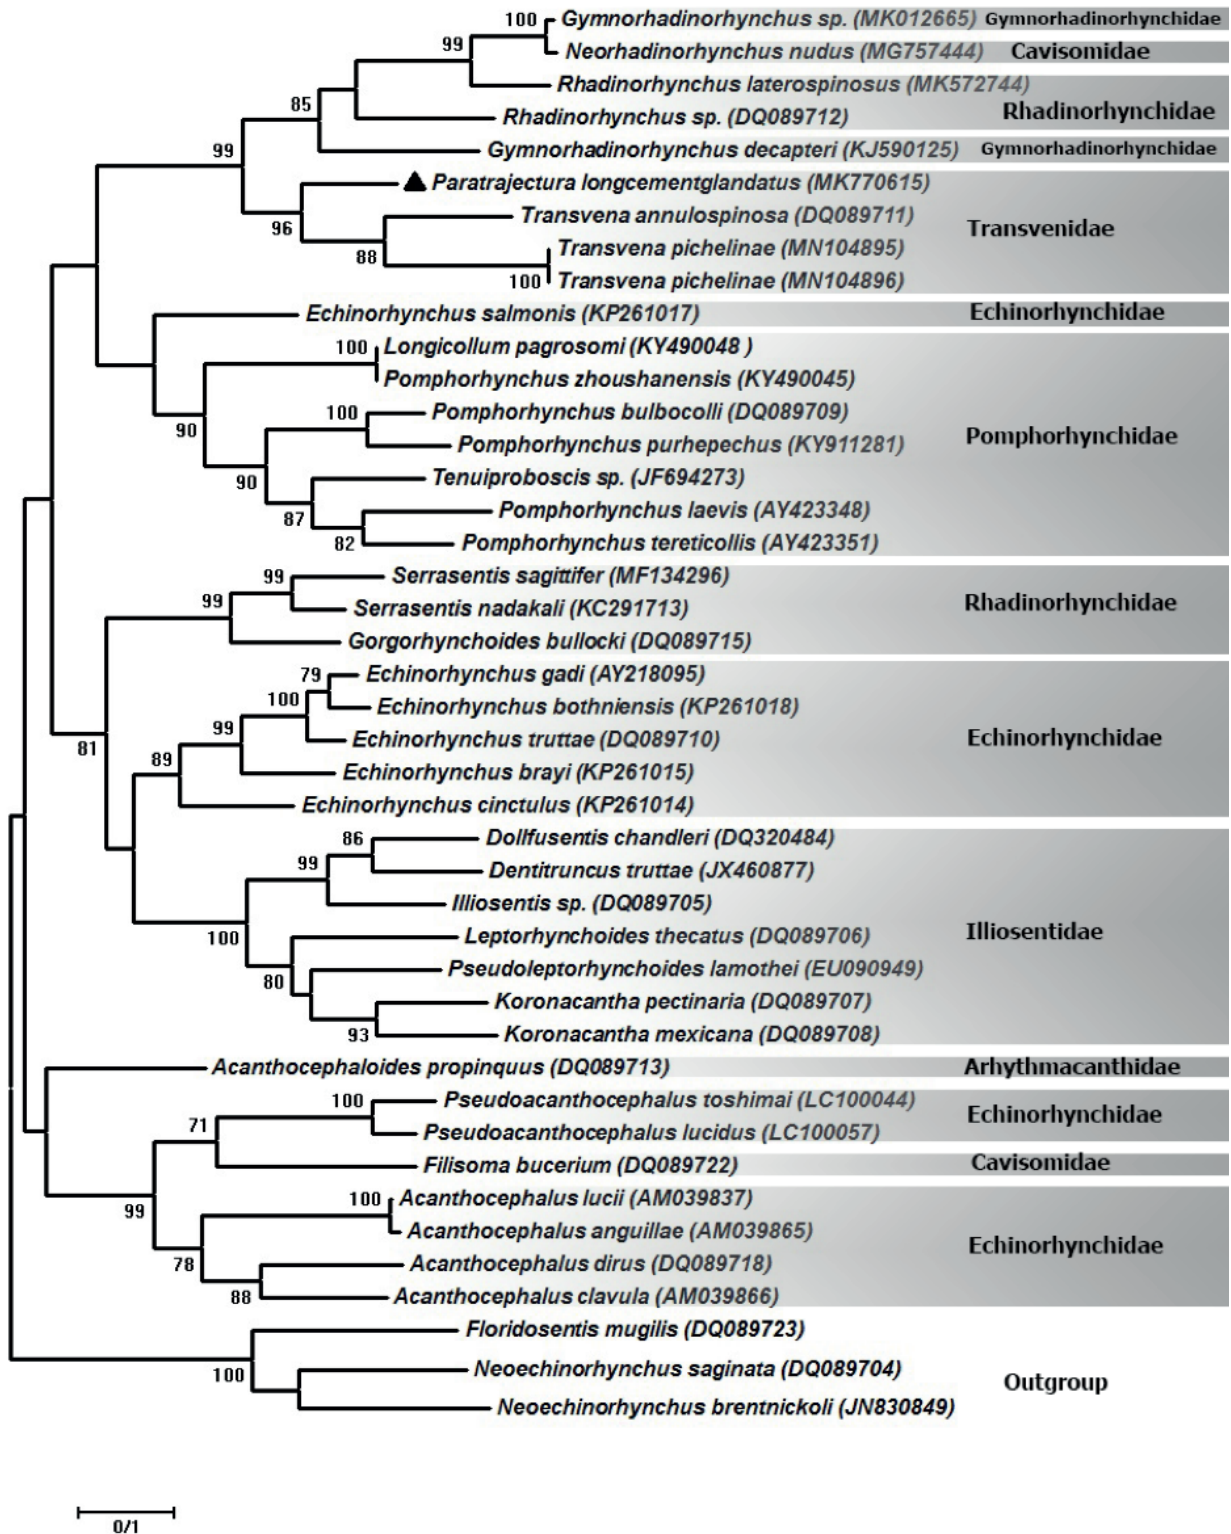 100 Gymnorhadinorhynchus sp. (MK012665) Gymnorhadinorhynchidae
99 Neorhadinorhynchus nudus (MG757444) Cavisomidae
Rhadinorhynchus laterospinosus (MK572744)
85 Rhadinorhynchus sp. (DQ089712) Rhadinorhynchidae
99 Gymnorhadinorhynchus decapteri (KJ590125) Gymnorhadinorhynchidae
Paratrajectura longcementglandatus (MK770615)
96 Transvena annulospinosa (DQ089711) Transvenidae
88 Transvena pichelinae (MN104895)
100 Transvena pichelinae (MN104896)
Echinorhynchus salmonis (KP261017) Echinorhynchidae
100 Longicollum pagrosomi (KY490048 )
Pomphorhynchus zhoushanensis (KY490045)
100 Pomphorhynchus bulbocolli (DQ089709)
90 Pomphorhynchus purhepechus (KY911281) Pomphorhynchidae
90 Tenuiproboscis sp. (JF694273)
87 Pomphorhynchus laevis (AY423348)
82 Pomphorhynchus tereticollis (AY423351)
99 Serrasentis sagittifer (MF134296)
99 Serrasentis nadakali (KC291713) Rhadinorhynchidae
Gorgorhynchoides bullocki (DQ089715)
79 Echinorhynchus gadi (AY218095)
100 Echinorhynchus bothniensis (KP261018)
99 Echinorhynchus truttae (DQ089710) Echinorhynchidae
81 89 Echinorhynchus brayi (KP261015)
Echinorhynchus cinctulus (KP261014)
86 Dollfusentis chandleri (DQ320484)
99 Dentitruncus truttae (JX460877)
Illiosentis sp. (DQ089705)
100 Leptorhynchoides thecatus (DQ089706) Illiosentidae
80 Pseudoleptorhynchoides lamothei (EU090949)
Koronacantha pectinaria (DQ089707)
93 Koronacantha mexicana (DQ089708)
Acanthocephaloides propinquus (DQ089713) Arhythmacanthidae
100 Pseudoacanthocephalus toshimai (LC100044) Echinorhynchidae
71 Pseudoacanthocephalus lucidus (LC100057)
Filisoma bucerium (DQ089722) Cavisomidae
99 100 Acanthocephalus lucii (AM039837)
Acanthocephalus anguillae (AM039865) Echinorhynchidae
78 Acanthocephalus dirus (DQ089718)
88 Acanthocephalus clavula (AM039866)
Floridosentis mugilis (DQ089723)
100 Neoechinorhynchus saginata (DQ089704) Outgroup
Neoechinorhynchus brentnickoli (JN830849)
0/1